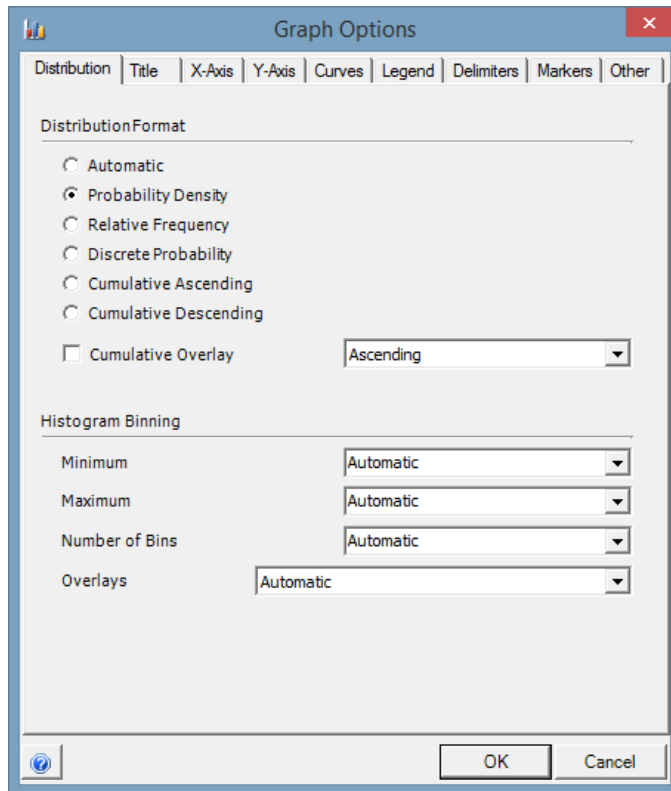 Graph Options
Distribution Title X-Axis Y-Axis Curves Legend Delimiters Markers Other
Distribution Format
Automatic
Probability Density
Relative Frequency
Discrete Probability
Cumulative Ascending
Cumulative Descending
Cumulative Overlay Ascending
Histogram Binning
Minimum Automatic
Maximum Automatic
Number of Bins Automatic
Overlays Automatic
OK Cancel